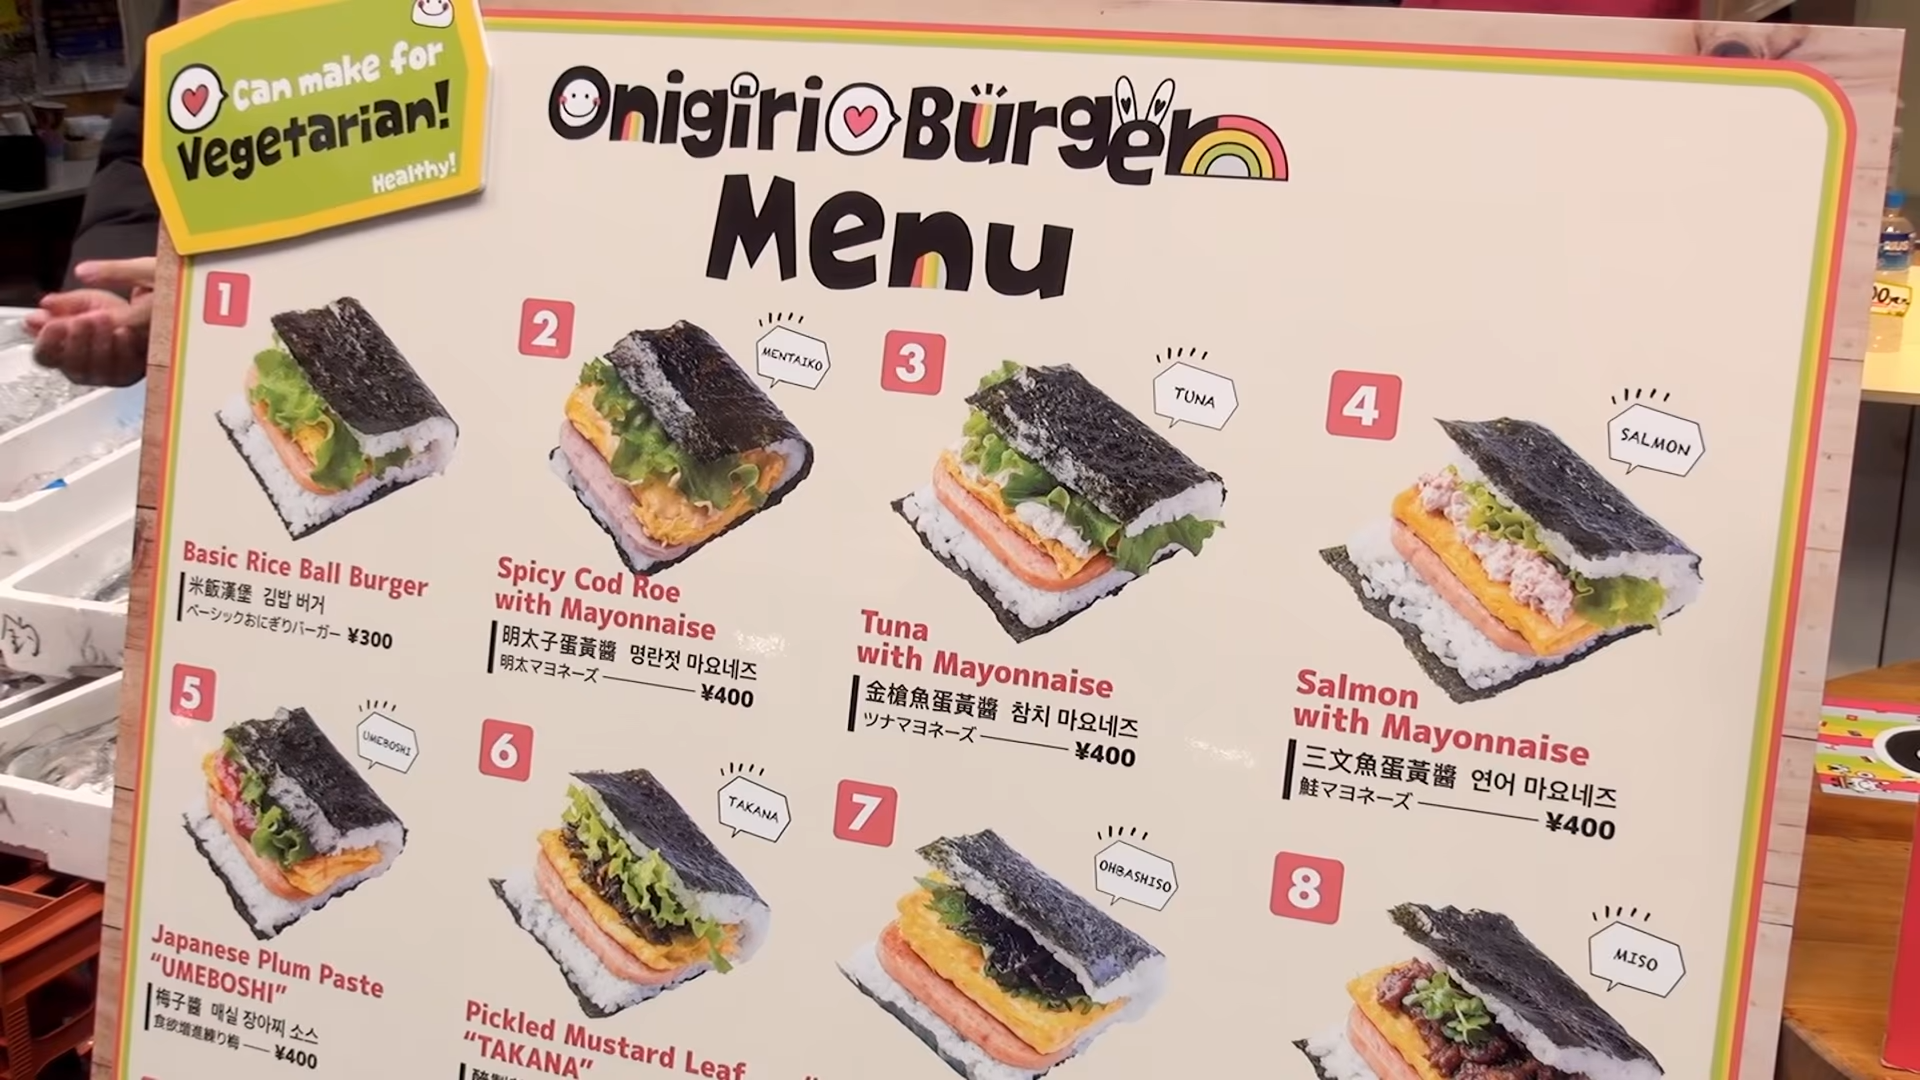 Can make for
Vegetarian!
Healthy!
Onigiri Burger
Menu
1
Basic Rice Ball Burger
米飯漢堡 김밥 버거
ベーシックおにぎりバーガー ¥300
2
MENTAIKO
Spicy Cod Roe
with Mayonnaise
明太子蛋黃醬 명란젓 마요네즈
明太マヨネーズ ¥400
3
TUNA
Tuna
with Mayonnaise
金槍魚蛋黃醬 참치 마요네즈
ツナマヨネーズ ¥400
4
SALMON
Salmon
with Mayonnaise
三文魚蛋黃醬 연어 마요네즈
鮭マヨネーズ ¥400
5
UMEBOSHI
Japanese Plum Paste
“UMEBOSHI”
梅子醬 매실 장아찌 소스
食欲増進練り梅 ¥400
6
TAKANA
Pickled Mustard Leaf
“TAKANA”
7
OHBASHISO
8
MISO